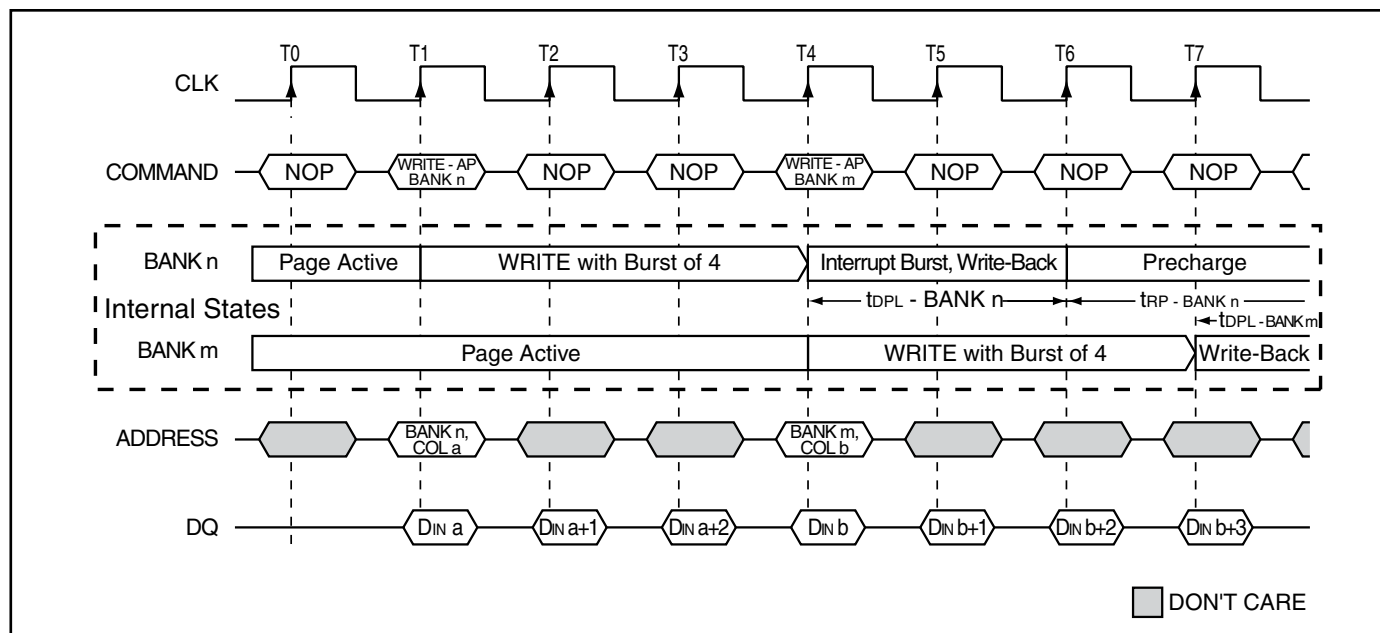 T0 T1 T2 T3 T4 T5 T6 T7
CLK
COMMAND NOP WRITE - AP BANK n NOP NOP WRITE - AP BANK m NOP NOP NOP
BANK n Page Active WRITE with Burst of 4 Interrupt Burst, Write-Back Precharge
tDPL - BANK n tRP - BANK n
Internal States
tDPL - BANK m
BANK m Page Active WRITE with Burst of 4 Write-Back
ADDRESS BANK n, COL a BANK m, COL b
DQ DIN a DIN a+1 DIN a+2 DIN b DIN b+1 DIN b+2 DIN b+3
DON'T CARE